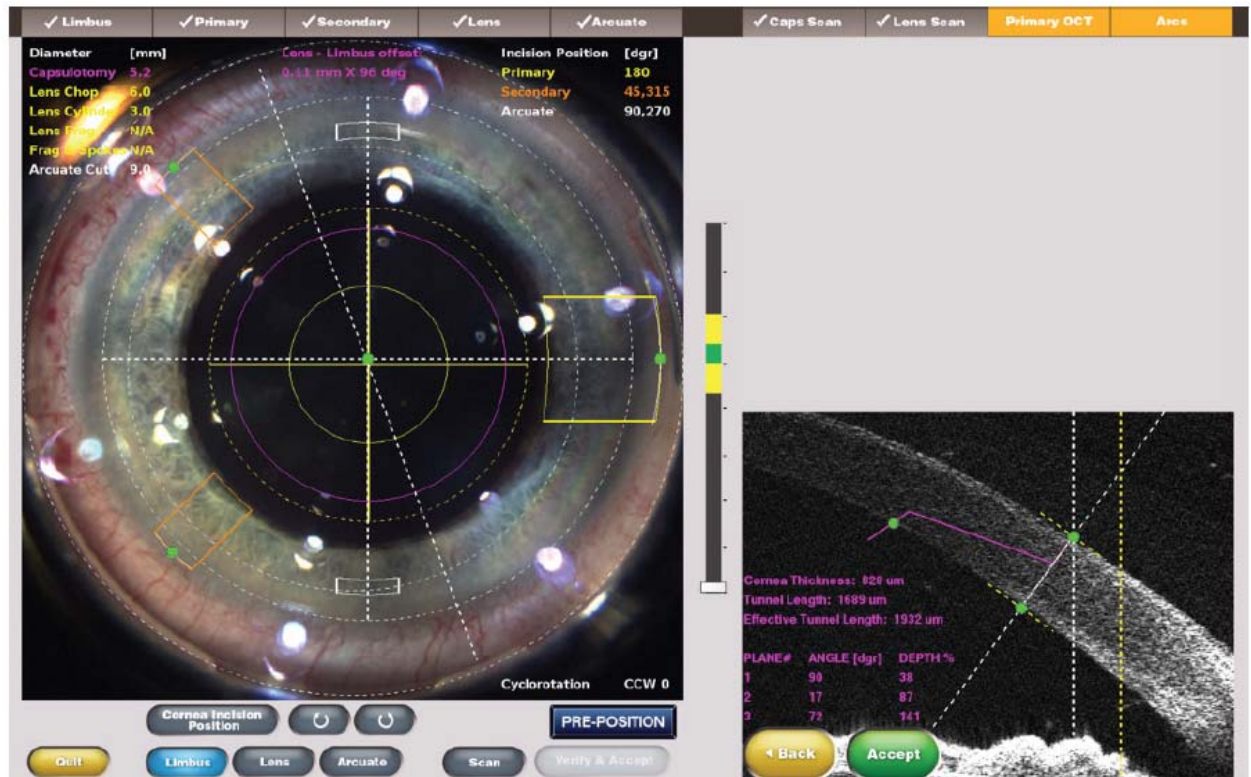 ✓ Limbus ✓ Primary ✓ Secondary ✓ Lens ✓ Arcuate
Diameter [mm]
Capsulotomy 5.2
Lens Chop 6.0
Lens Cylinder 3.0
Lens Frag N/A
Frag Spokes N/A
Arcuate Cut 9.0
Lens - Limbus offset:
0.11 mm X 96 deg
Incision Position [dgr]
Primary 180
Secondary 45,315
Arcuate 90,270
Cyclorotation CCW 0
Cornea Incision Position
PRE-POSITION
Quit Limbus Lens Arcuate Scan Verify & Accept
✓ Caps Scan ✓ Lens Scan Primary OCT Arcs
Cornea Thickness: 820 um
Tunnel Length: 1689 um
Effective Tunnel Length: 1932 um
PLANE# ANGLE [dgr] DEPTH %
1 90 38
2 17 87
3 72 141
Back Accept